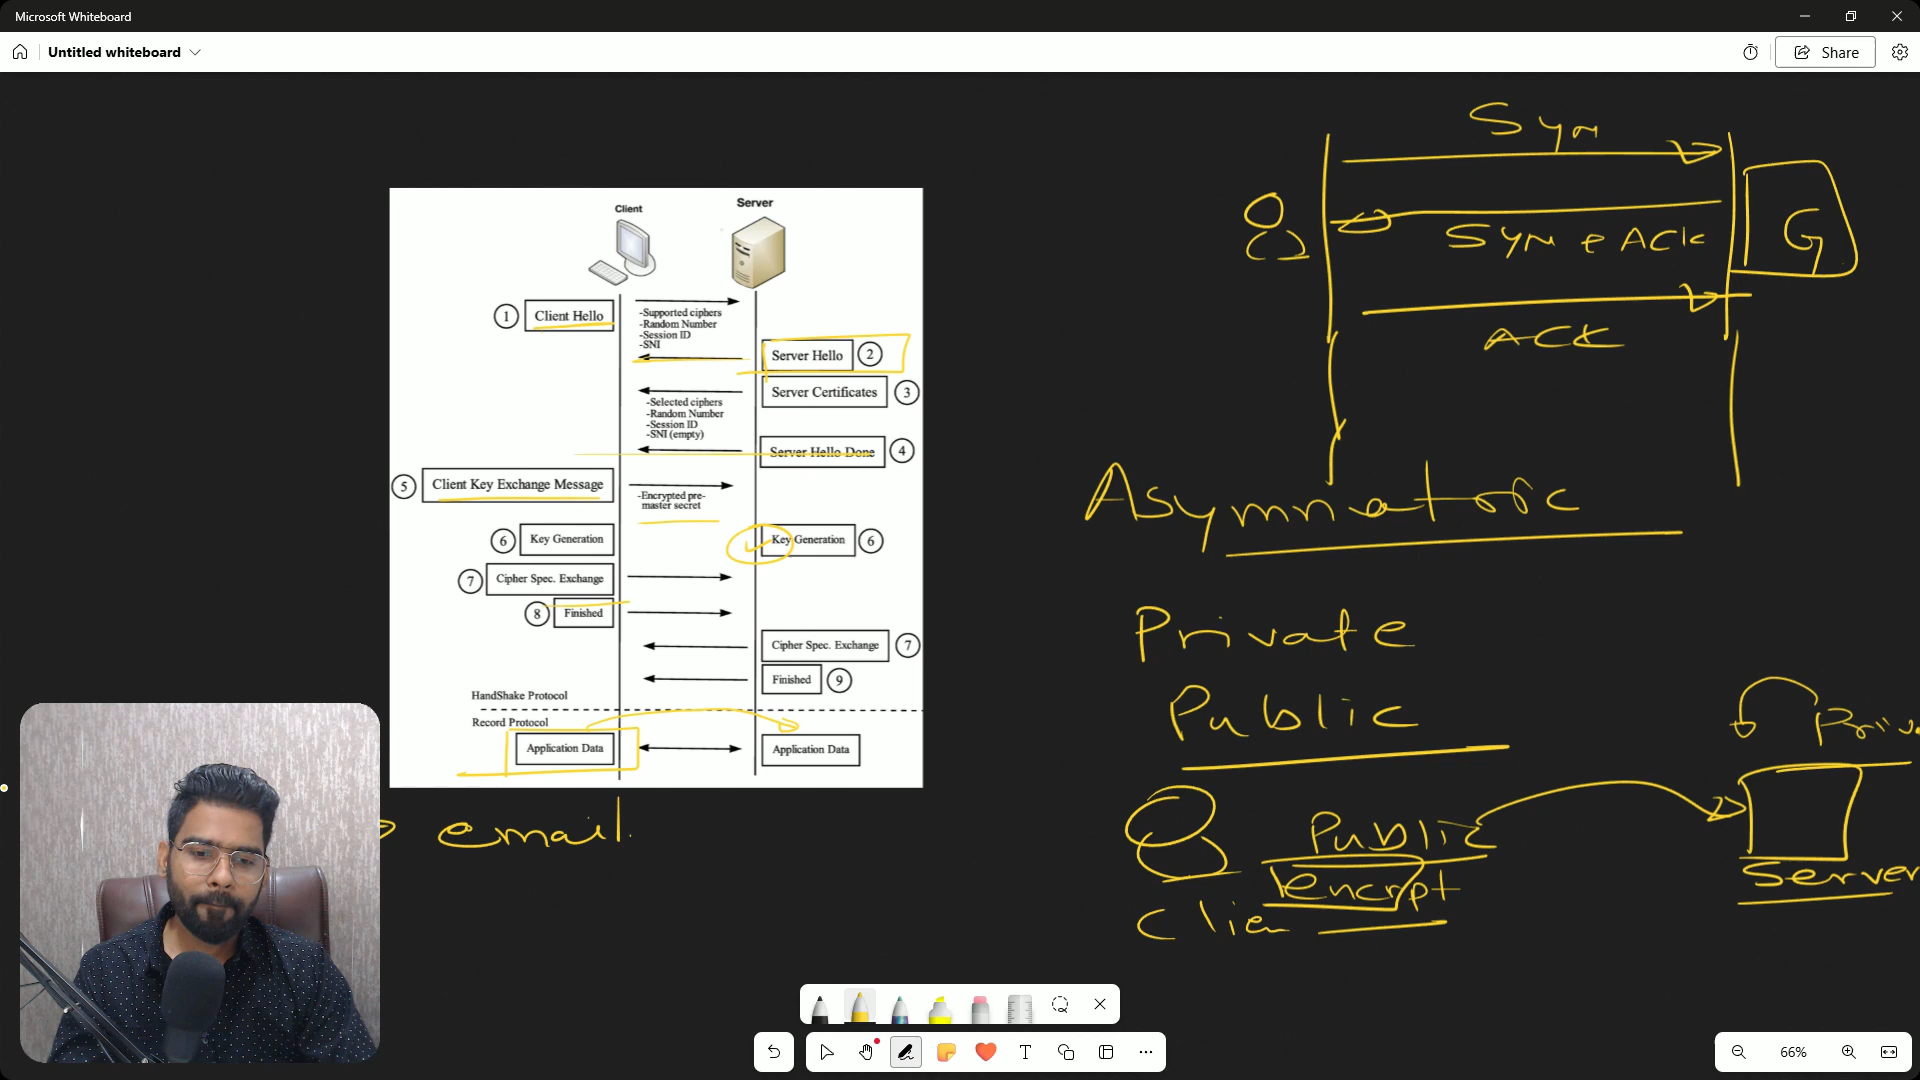 Microsoft Whiteboard
Untitled whiteboard
Share
Client
Server
1 Client Hello
-Supported ciphers
-Random Number
-Session ID
-SNI
Server Hello 2
Server Certificates 3
-Selected ciphers
-Random Number
-Session ID
-SNI (empty)
Server Hello Done 4
5 Client Key Exchange Message
-Encrypted pre-
master secret
6 Key Generation
Key Generation 6
7 Cipher Spec. Exchange
8 Finished
Cipher Spec. Exchange 7
Finished 9
HandShake Protocol
Record Protocol
Application Data
Application Data
email.
Syn
G
SYN & ACK
ACK
Private
Public
Public
encrypt
Clien
Server
66%